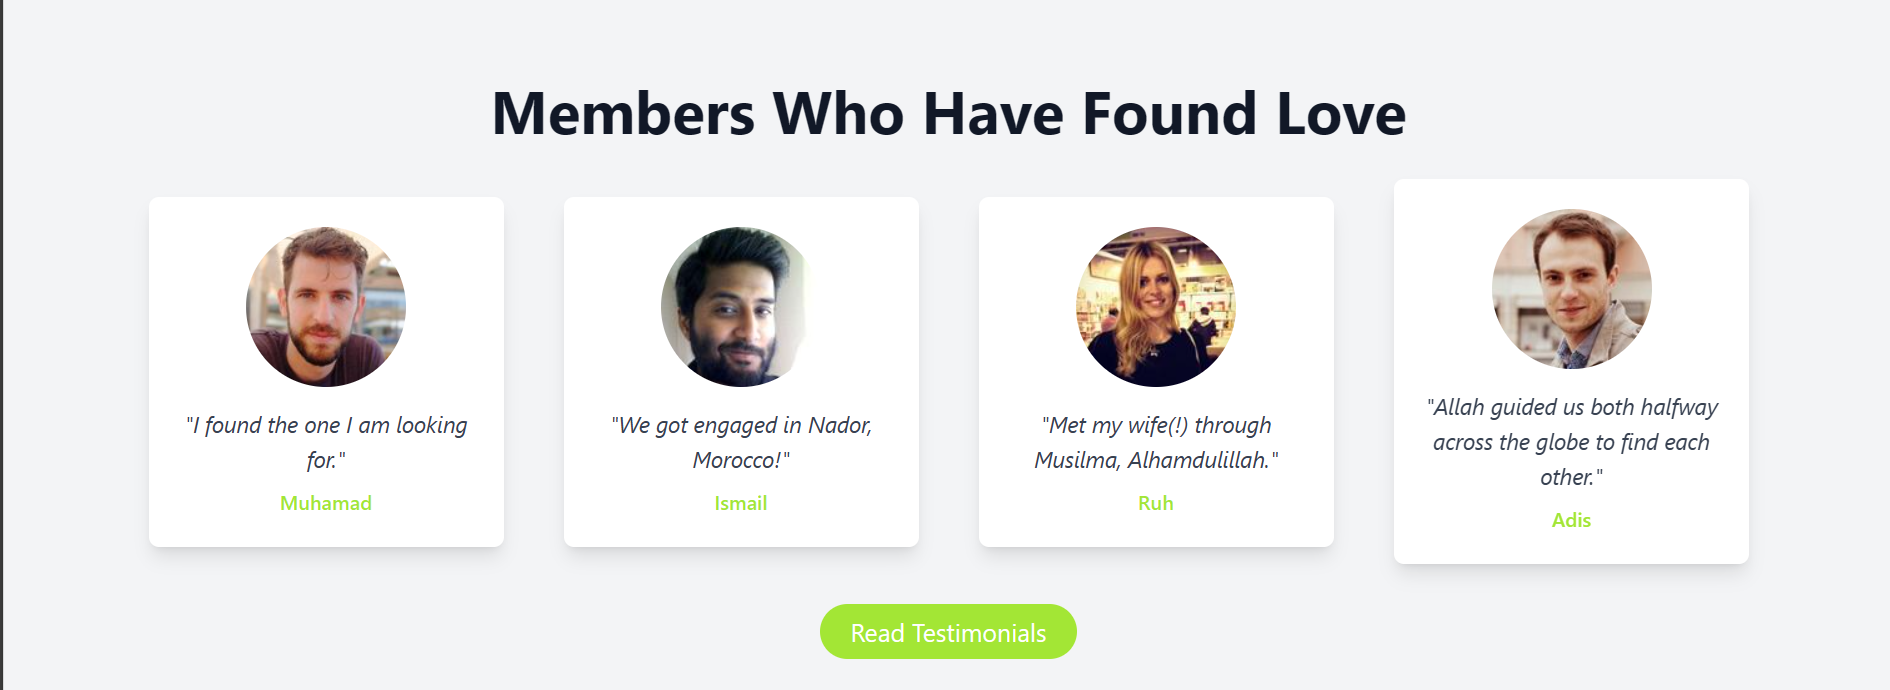 Members Who Have Found Love
"I found the one I am looking
for."
Muhamad
"We got engaged in Nador,
Morocco!"
Ismail
"Met my wife(!) through
Musilma, Alhamdulillah."
Ruh
"Allah guided us both halfway
across the globe to find each
other."
Adis
Read Testimonials